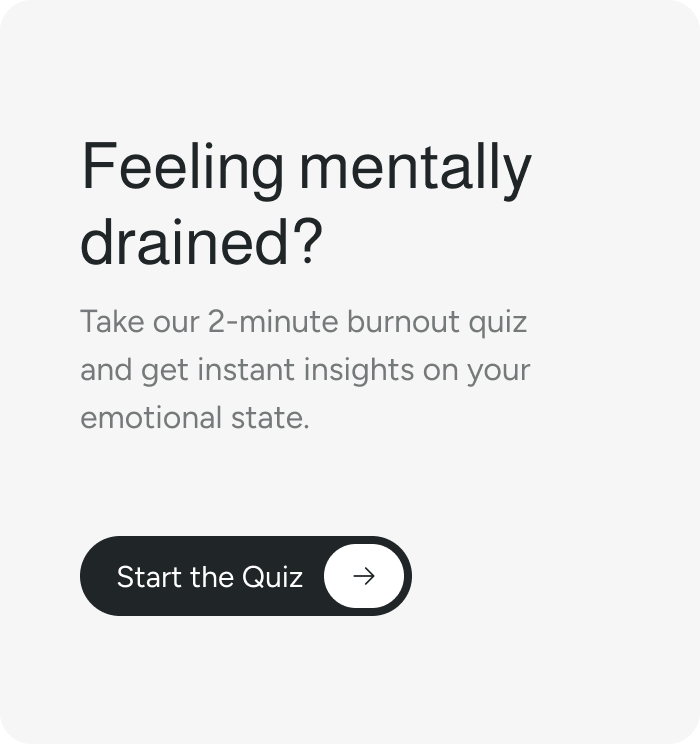 Feeling mentally
drained?
Take our 2-minute burnout quiz
and get instant insights on your
emotional state.
Start the Quiz